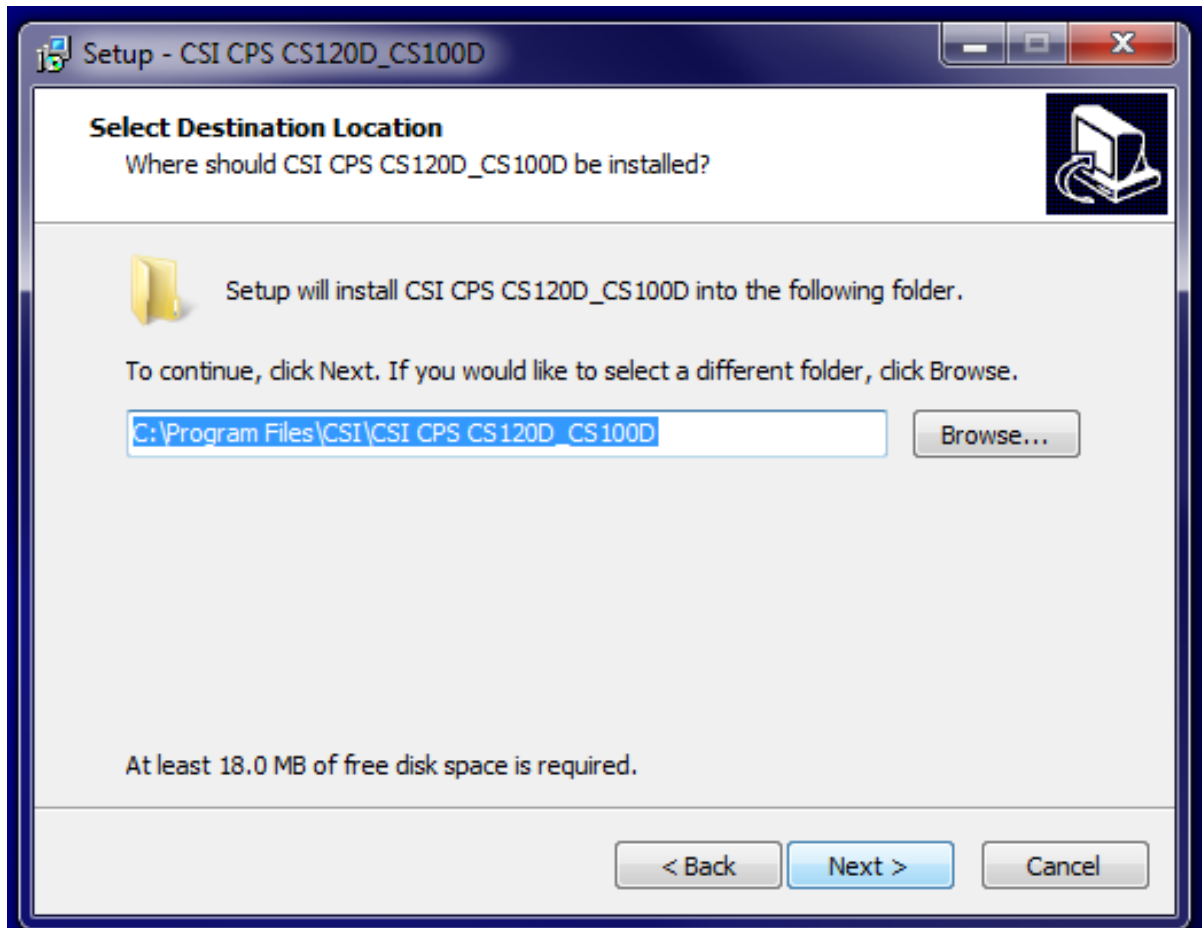 Setup - CSI CPS CS120D_CS100D
Select Destination Location
Where should CSI CPS CS120D_CS100D be installed?
Setup will install CSI CPS CS120D_CS100D into the following folder.
To continue, click Next. If you would like to select a different folder, click Browse.
C:\Program Files\CSI\CSI CPS CS120D_CS100D
Browse...
At least 18.0 MB of free disk space is required.
< Back
Next >
Cancel